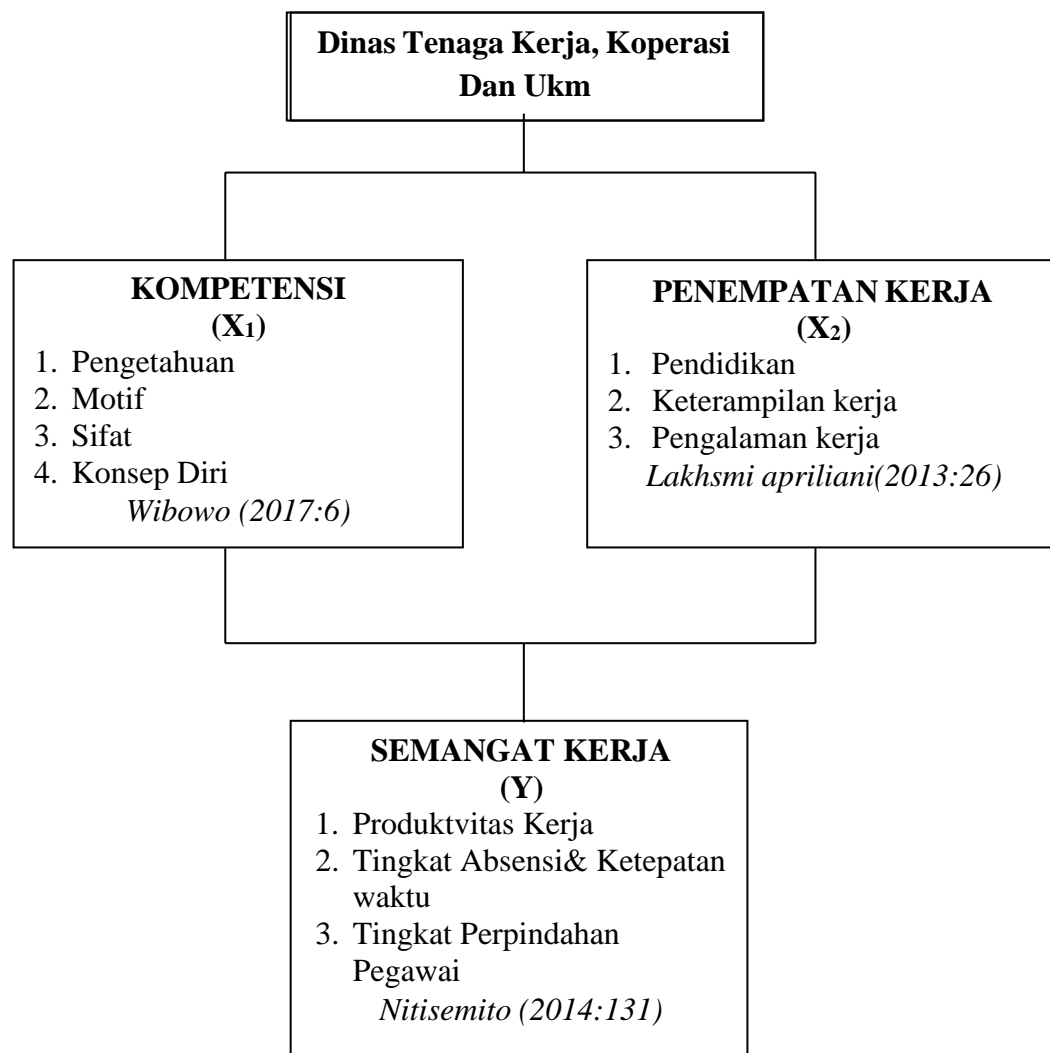 Dinas Tenaga Kerja, Koperasi
Dan Ukm
KOMPETENSI
(X₁)
1. Pengetahuan
2. Motif
3. Sifat
4. Konsep Diri
Wibowo (2017:6)
PENEMPATAN KERJA
(X₂)
1. Pendidikan
2. Keterampilan kerja
3. Pengalaman kerja
Lakhsmi apriliani(2013:26)
SEMANGAT KERJA
(Y)
1. Produktvitas Kerja
2. Tingkat Absensi& Ketepatan
waktu
3. Tingkat Perpindahan
Pegawai
Nitisemito (2014:131)